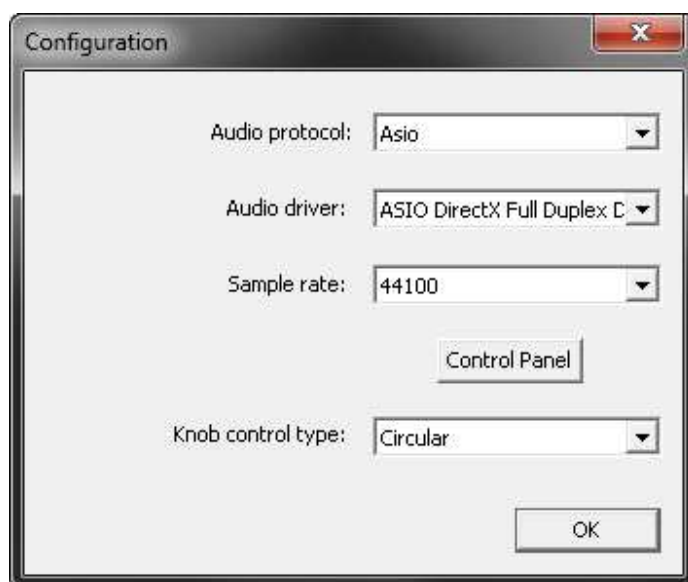 Configuration
Audio protocol: Asio
Audio driver: ASIO DirectX Full Duplex D
Sample rate: 44100
Control Panel
Knob control type: Circular
OK